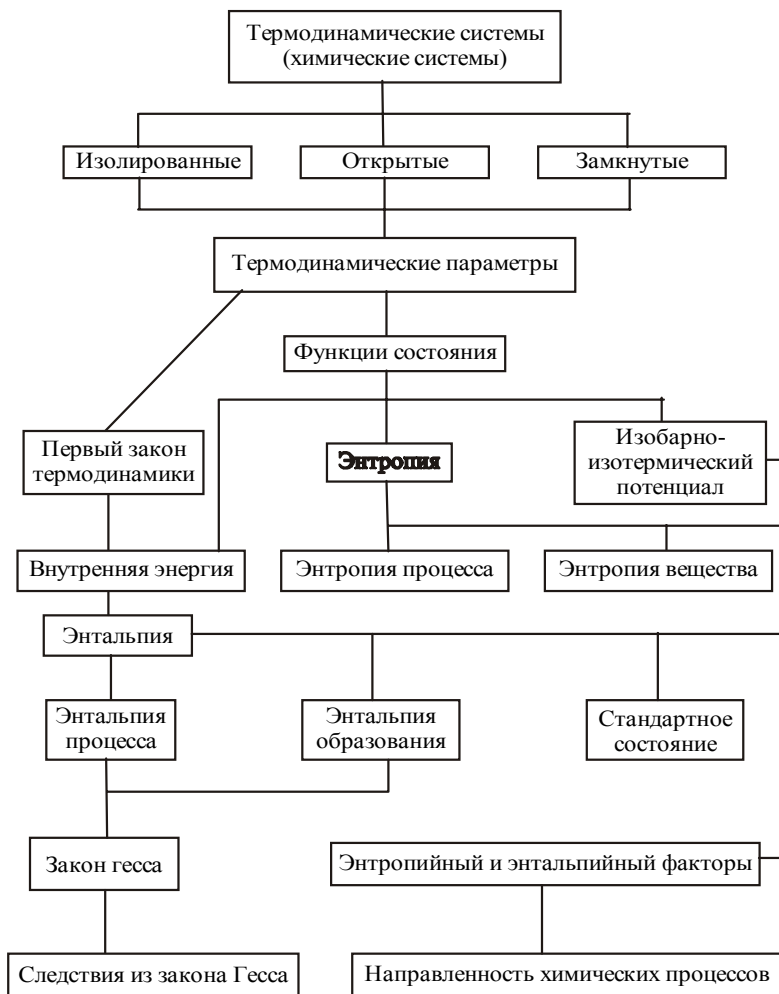 Термодинамические системы
(химические системы)
Изолированные
Открытые
Замкнутые
Термодинамические параметры
Функции состояния
Первый закон
термодинамики
Энтропия
Изобарно-
изотермический
потенциал
Внутренняя энергия
Энтропия процесса
Энтропия вещества
Энтальпия
Энтальпия
процесса
Энтальпия
образования
Стандартное
состояние
Закон гесса
Энтропийный и энтальпийный факторы
Следствия из закона Гесса
Направленность химических процессов